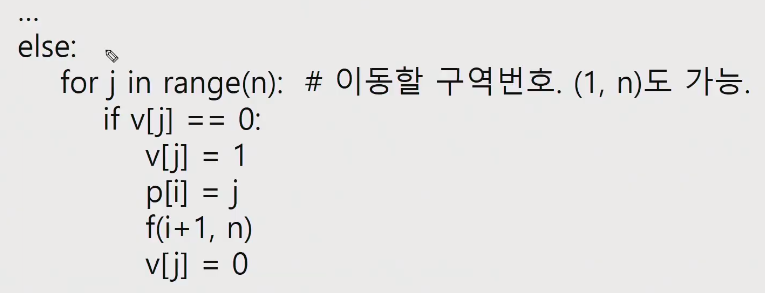 ...
else:
for j in range(n):  # 이동할 구역번호. (1, n)도 가능.
if v[j] == 0:
v[j] = 1
p[i] = j
f(i+1, n)
v[j] = 0